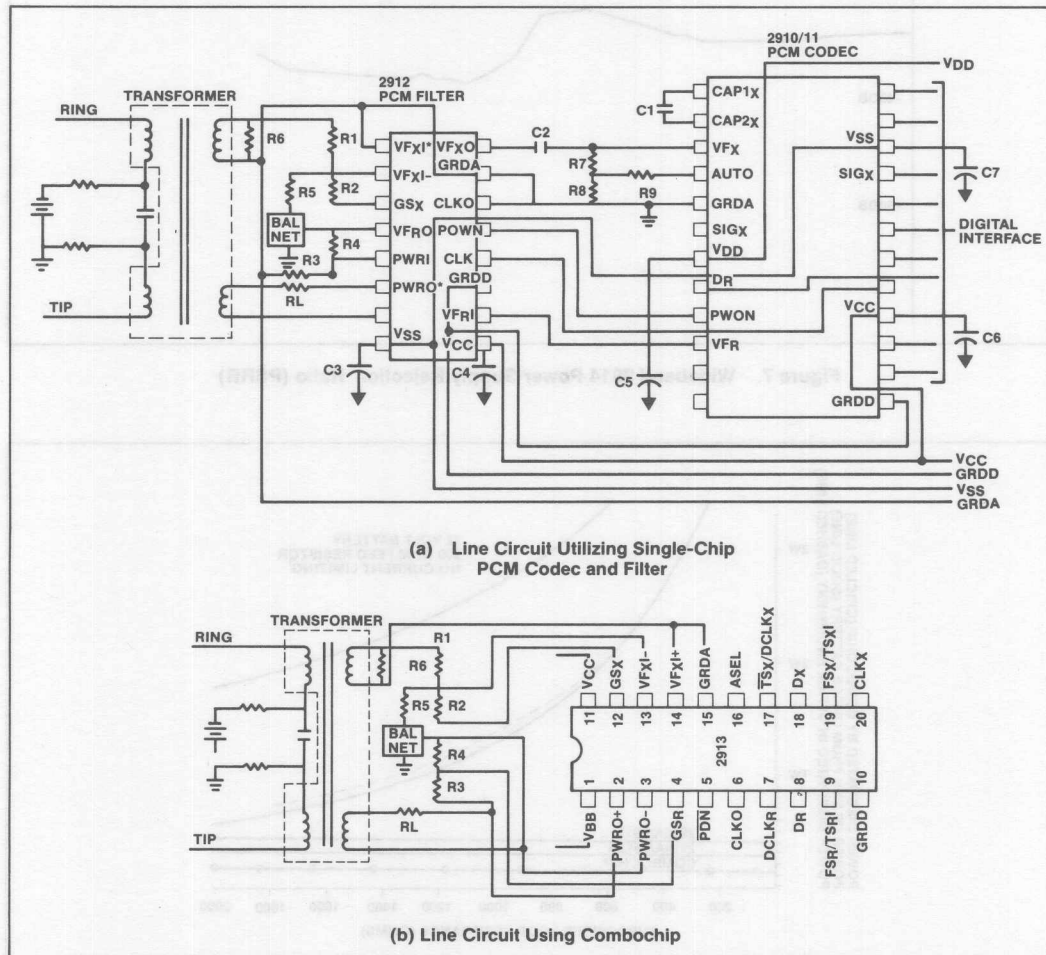 2910/11
PCM CODEC
VDD
2912
PCM FILTER
TRANSFORMER
RING
CAP1X
C1
CAP2X
R6
R1
VFXI*
VFXO
C2
VFX
VSS
GRDA
R7
C7
R5
VFXI–
AUTO
SIGX
R2
R8
R9
GSX
CLKO
GRDA
BAL
NET
VFRO
POWN
SIGX
DIGITAL
INTERFACE
R4
VDD
R3
PWRI
CLK
DR
GRDD
RL
PWRO*
VCC
TIP
VFRI
PWON
VSS
VCC
VFR
C6
C3
C4
C5
GRDD
VCC
GRDD
VSS
GRDA
(a) Line Circuit Utilizing Single-Chip
PCM Codec and Filter
TRANSFORMER
RING
R1
R6
R2
R5
BAL
NET
R4
R3
RL
TIP
VCC
GSX
VFXI–
VFXI+
GRDA
ASEL
TSX/DCLKX
DX
FSX/TSXI
CLKX
11 12 13 14 15 16 17 18 19 20
2913
1 2 3 4 5 6 7 8 9 10
VBB
PWRO+
PWRO–
GSR
PDN
CLKO
DCLKR
DR
FSR/TSRI
GRDD
(b) Line Circuit Using Combochip